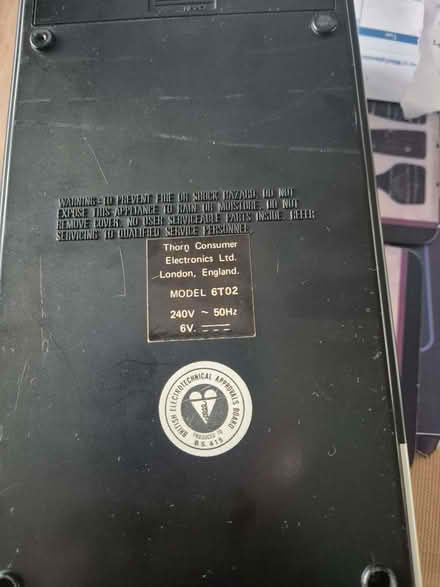 WARNING-TO PREVENT FIRE OR SHOCK HAZARD, DO NOT
EXPOSE THIS APPLIANCE TO RAIN OR MOISTURE. DO NOT
REMOVE COVER. NO USER SERVICEABLE PARTS INSIDE. REFER
SERVICING TO QUALIFIED SERVICE PERSONNEL.
Thorn Consumer
Electronics Ltd.
London, England.
MODEL 6T02
240V ~ 50Hz
6V
BRITISH ELECTROTECHNICAL APPROVALS BOARD
PRODUCED TO
B.S. 415